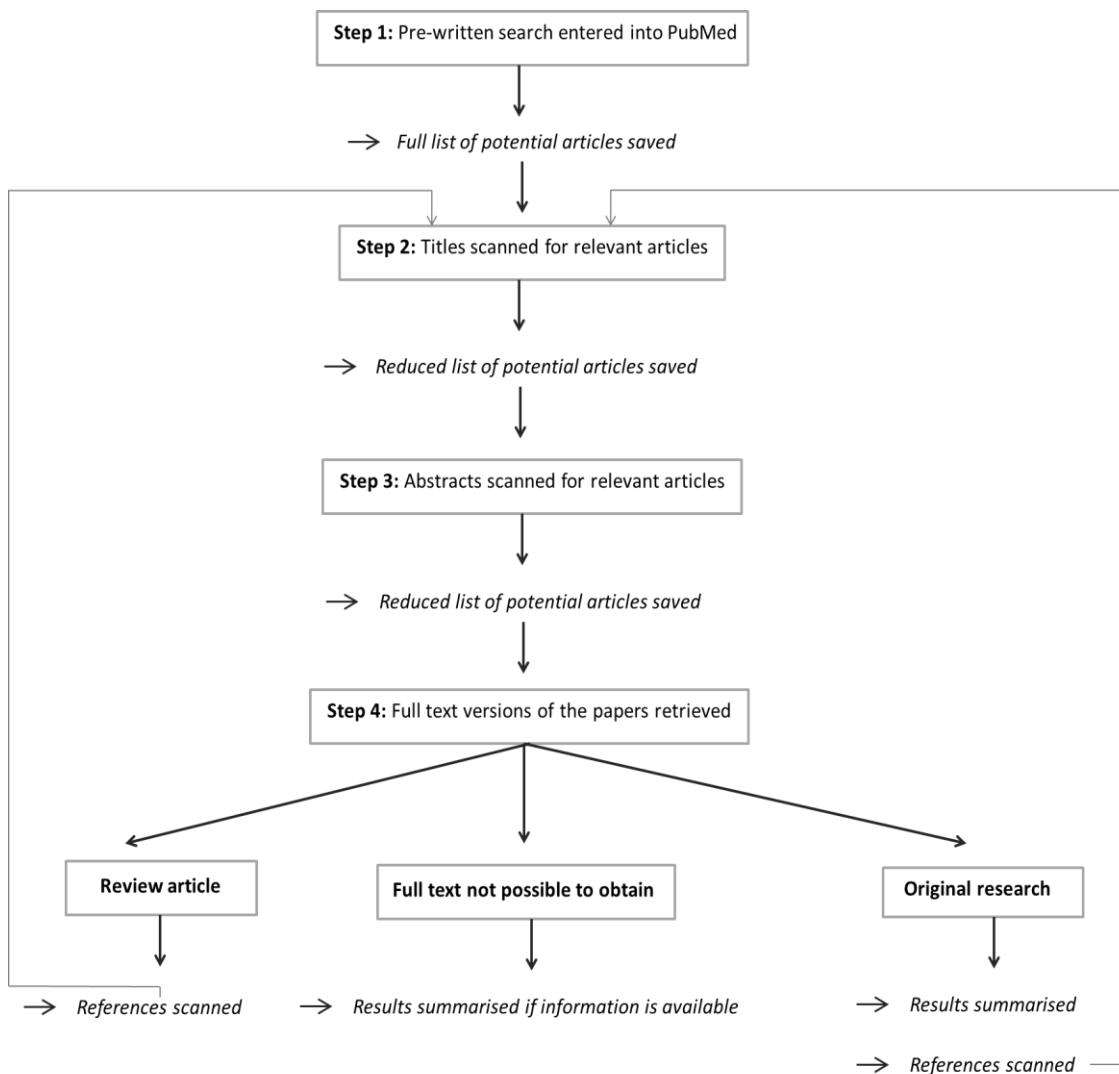 Step 1: Pre-written search entered into PubMed
Full list of potential articles saved
Step 2: Titles scanned for relevant articles
Reduced list of potential articles saved
Step 3: Abstracts scanned for relevant articles
Reduced list of potential articles saved
Step 4: Full text versions of the papers retrieved
Review article
Full text not possible to obtain
Original research
References scanned
Results summarised if information is available
Results summarised
References scanned